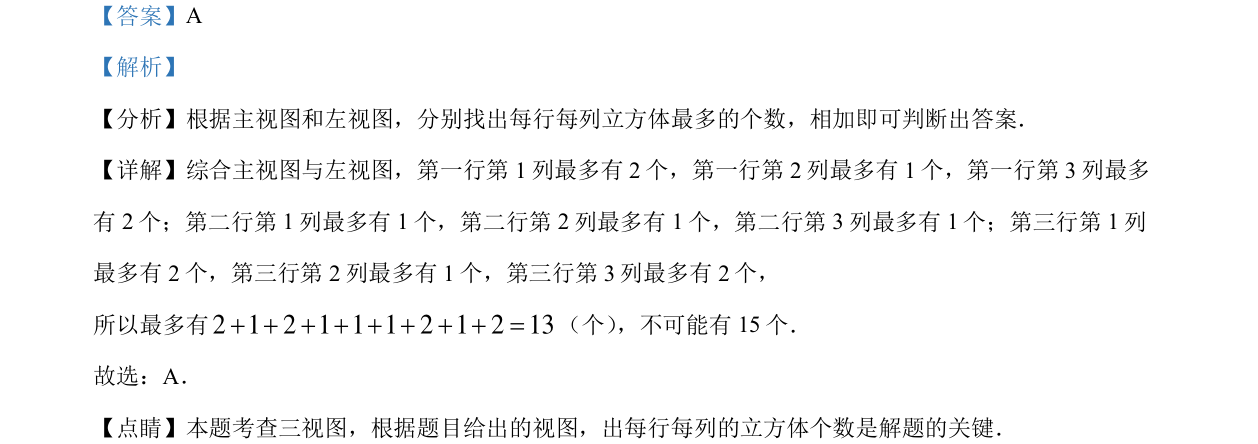 【答案】A
【解析】
【分析】根据主视图和左视图，分别找出每行每列立方体最多的个数，相加即可判断出答案．
【详解】综合主视图与左视图，第一行第 1 列最多有 2 个，第一行第 2 列最多有 1 个，第一行第 3 列最多
有 2 个；第二行第 1 列最多有 1 个，第二行第 2 列最多有 1 个，第二行第 3 列最多有 1 个；第三行第 1 列
最多有 2 个，第三行第 2 列最多有 1 个，第三行第 3 列最多有 2 个，
所以最多有 2+1+2+1+1+1+2+1+2=13（个），不可能有 15 个．
故选：A．
【点睛】本题考查三视图，根据题目给出的视图，出每行每列的立方体个数是解题的关键．